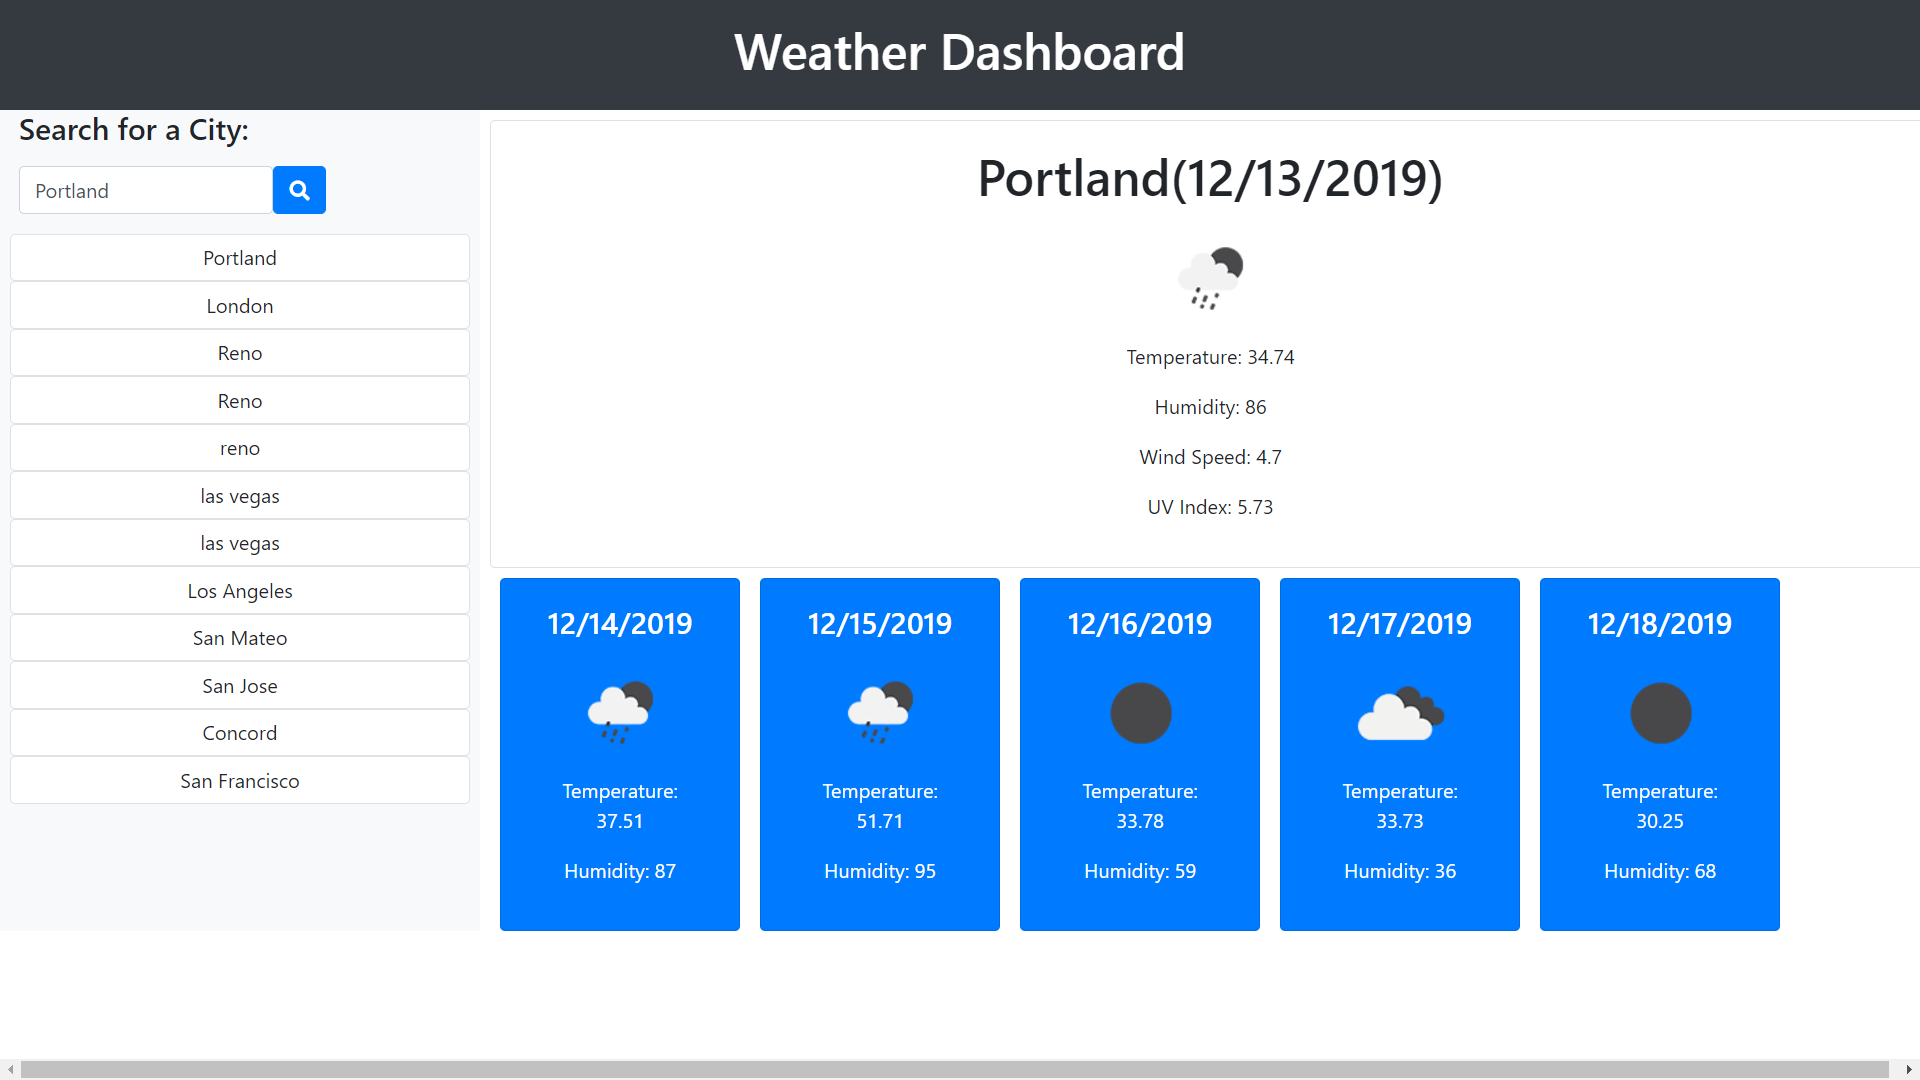 Weather Dashboard
Search for a City:
Portland
Portland
London
Reno
Reno
reno
las vegas
las vegas
Los Angeles
San Mateo
San Jose
Concord
San Francisco
Portland(12/13/2019)
Temperature: 34.74
Humidity: 86
Wind Speed: 4.7
UV Index: 5.73
12/14/2019
Temperature:
37.51
Humidity: 87
12/15/2019
Temperature:
51.71
Humidity: 95
12/16/2019
Temperature:
33.78
Humidity: 59
12/17/2019
Temperature:
33.73
Humidity: 36
12/18/2019
Temperature:
30.25
Humidity: 68